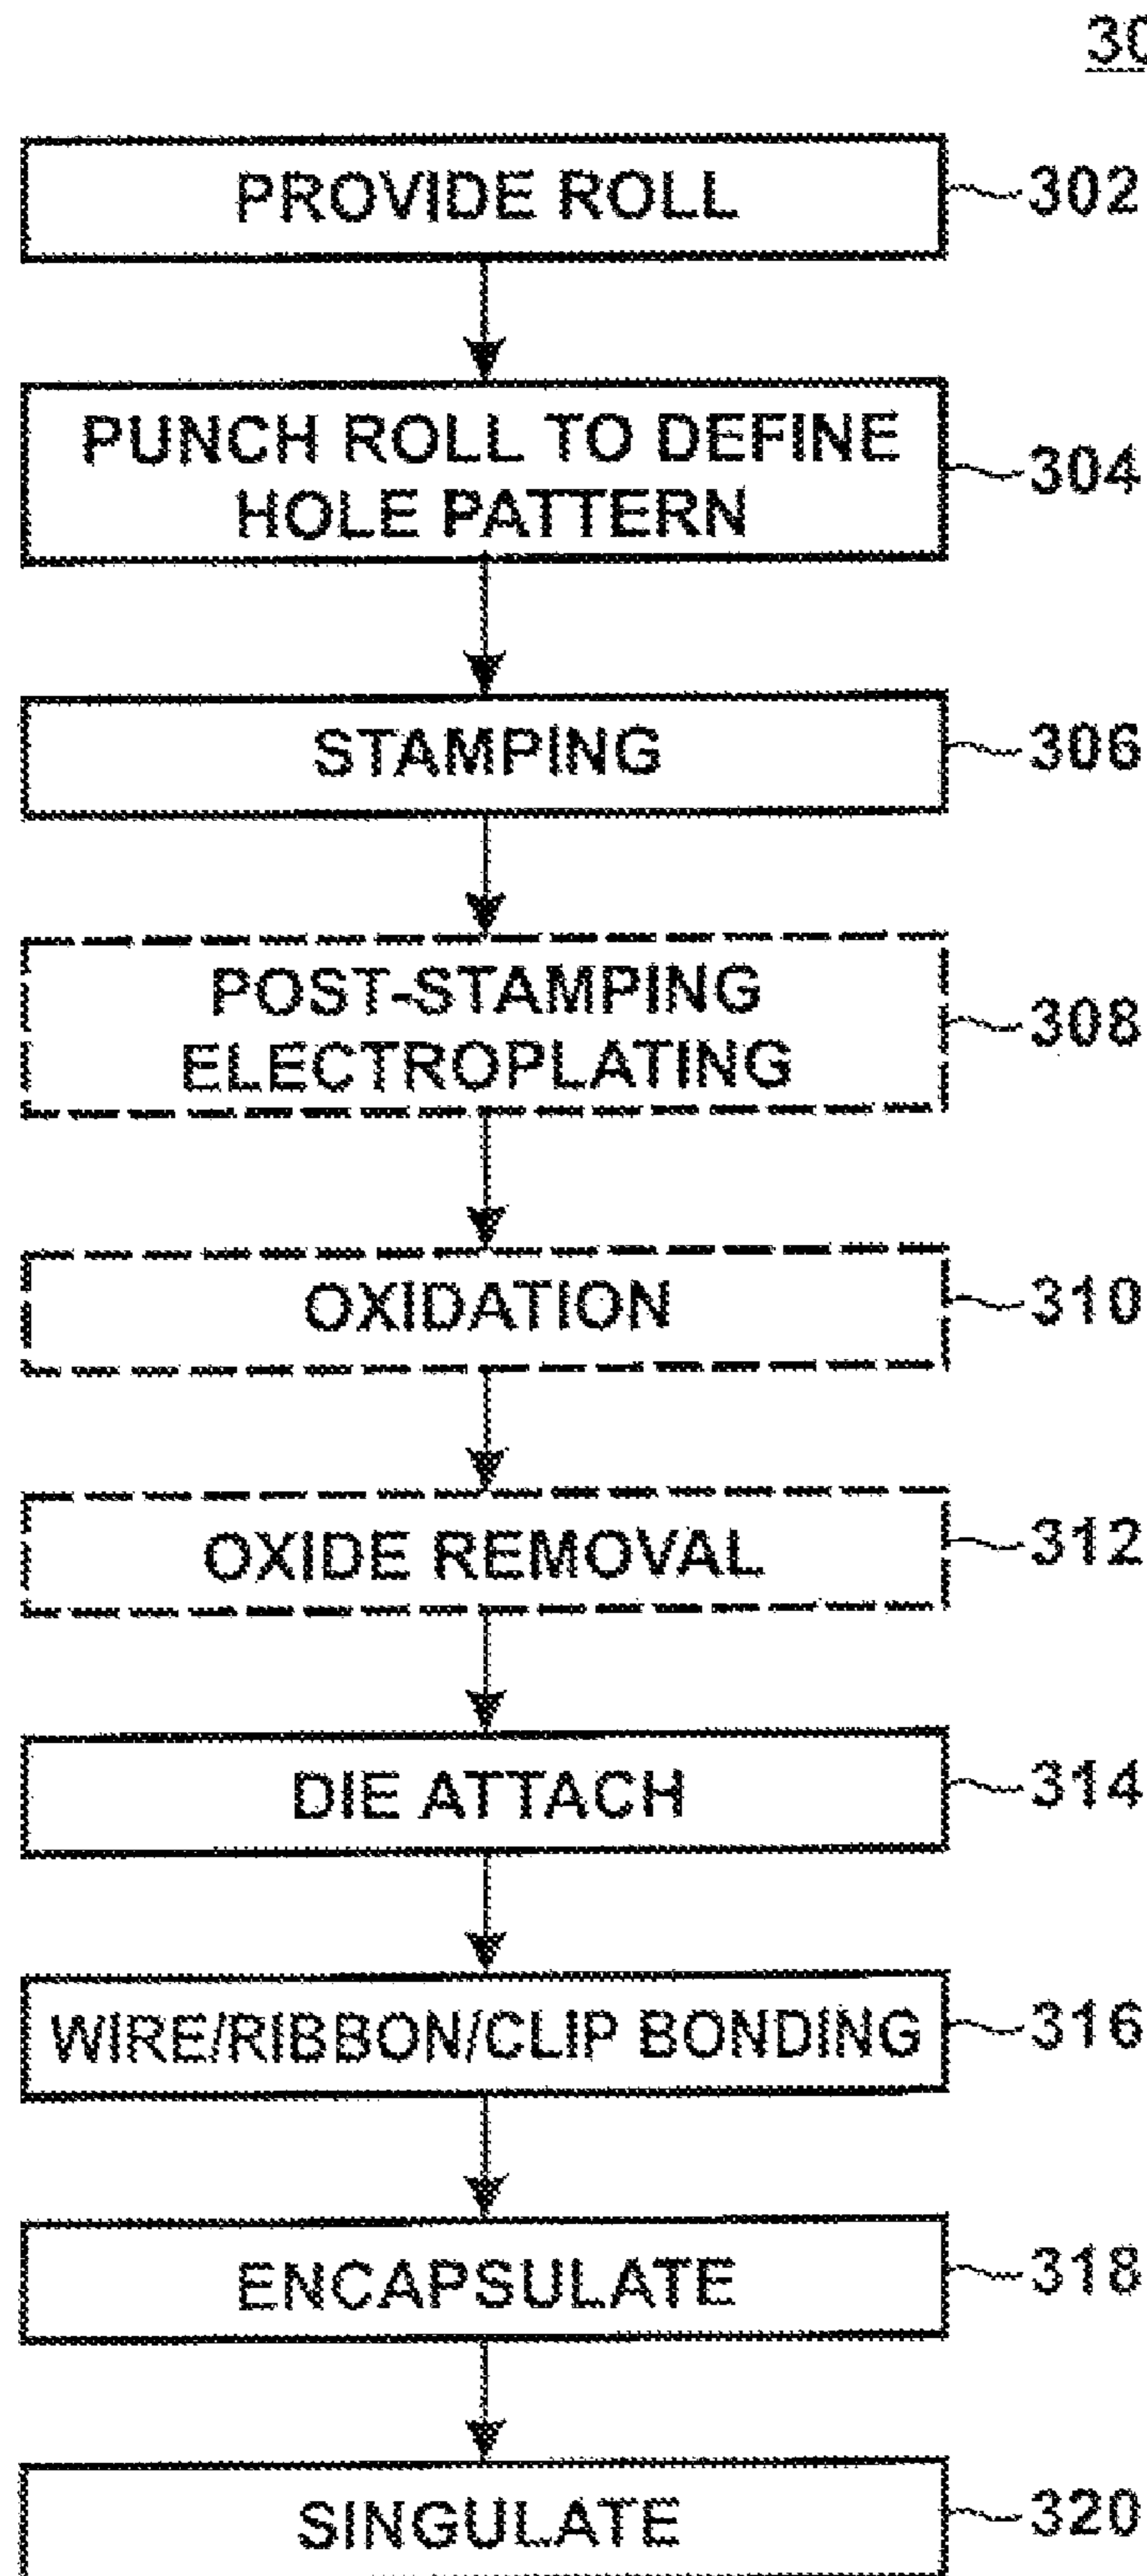 PROVIDE ROLL
302
PUNCH ROLL TO DEFINE
HOLE PATTERN
304
STAMPING
306
POST-STAMPING
ELECTROPLATING
308
OXIDATION
310
OXIDE REMOVAL
312
DIE ATTACH
314
WIRE/RIBBON/CLIP BONDING
316
ENCAPSULATE
318
SINGULATE
320